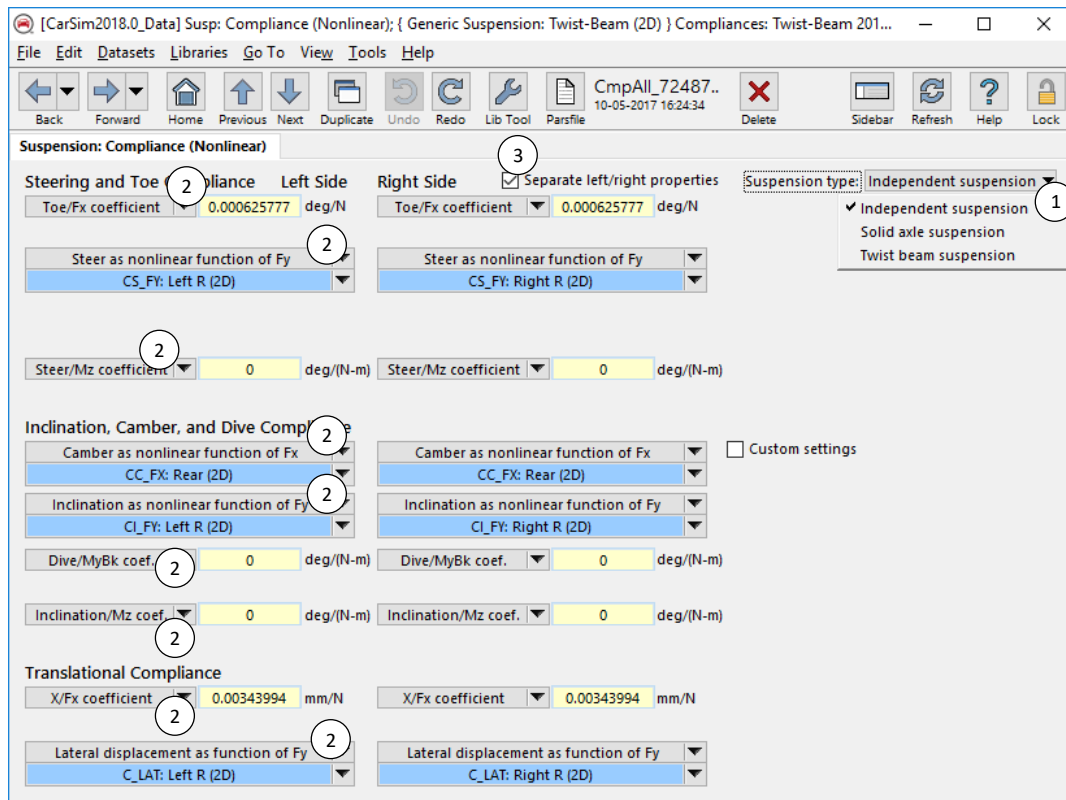 [CarSim2018.0_Data] Susp: Compliance (Nonlinear); { Generic Suspension: Twist-Beam (2D) } Compliances: Twist-Beam 201...
File Edit Datasets Libraries Go To View Tools Help
CmpAll_72487..
10-05-2017 16:24:34
Back Forward Home Previous Next Duplicate Undo Redo Lib Tool Parsfile Delete Sidebar Refresh Help Lock
Suspension: Compliance (Nonlinear)
3
Steering and Toe C 2 pliance Left Side Right Side Separate left/right properties Suspension type: Independent suspension 1
Toe/Fx coefficient 0.000625777 deg/N Toe/Fx coefficient 0.000625777 deg/N Independent suspension
Solid axle suspension
Twist beam suspension
2
Steer as nonlinear function of Fy Steer as nonlinear function of Fy
CS_FY: Left R (2D) CS_FY: Right R (2D)
2
Steer/Mz coefficient 0 deg/(N-m) Steer/Mz coefficient 0 deg/(N-m)
Inclination, Camber, and Dive Comp 2 e
Camber as nonlinear function of Fx Camber as nonlinear function of Fx Custom settings
CC_FX: Rear (2D) CC_FX: Rear (2D)
2
Inclination as nonlinear function of Fy Inclination as nonlinear function of Fy
CI_FY: Left R (2D) CI_FY: Right R (2D)
Dive/MyBk coef. 2 0 deg/(N-m) Dive/MyBk coef. 0 deg/(N-m)
Inclination/Mz coef. 0 deg/(N-m) Inclination/Mz coef. 0 deg/(N-m)
2
Translational Compliance
X/Fx coefficient 0.00343994 mm/N X/Fx coefficient 0.00343994 mm/N
2
2
Lateral displacement as function of Fy Lateral displacement as function of Fy
C_LAT: Left R (2D) C_LAT: Right R (2D)